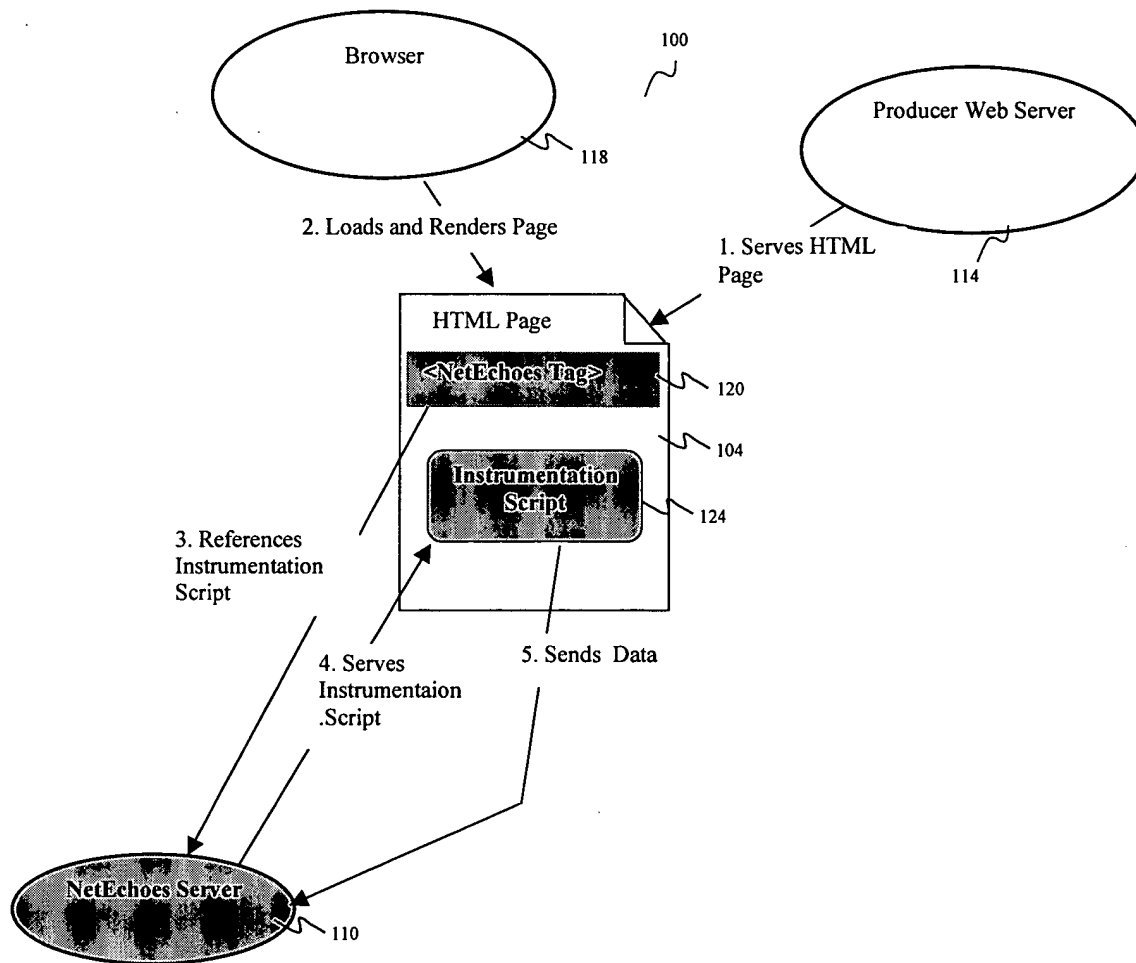 Browser
100
Producer Web Server
118
2. Loads and Renders Page
1. Serves HTML
Page
114
HTML Page
<NetEchoes Tag>
120
104
Instrumentation
Script
124
3. References
Instrumentation
Script
4. Serves
Instrumentaion
.Script
5. Sends Data
NetEchoes Server
110